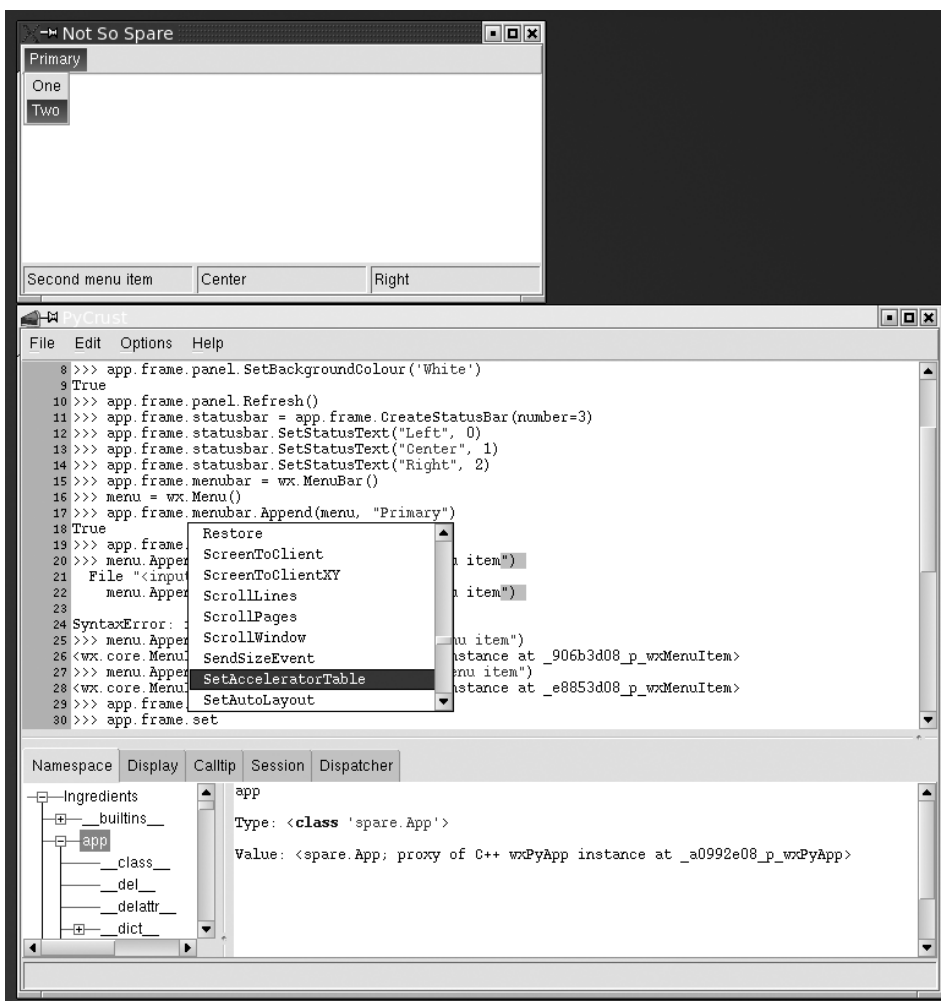 Not So Spare
Primary
One
Two
Second menu item Center Right
PyCrust
File Edit Options Help
8 >>> app.frame.panel.SetBackgroundColour('White')
9 True
10 >>> app.frame.panel.Refresh()
11 >>> app.frame.statusbar = app.frame.CreateStatusBar(number=3)
12 >>> app.frame.statusbar.SetStatusText("Left", 0)
13 >>> app.frame.statusbar.SetStatusText("Center", 1)
14 >>> app.frame.statusbar.SetStatusText("Right", 2)
15 >>> app.frame.menubar = wx.MenuBar()
16 >>> menu = wx.Menu()
17 >>> app.frame.menubar.Append(menu, "Primary")
18 True
19 >>> app.frame.
20 >>> menu.Appe item")
21 File "<input
22 menu.Appe item")
23
24 SyntaxError:
25 >>> menu.Appe nu item")
26 <wx.core.Menu stance at _906b3d08_p_wxMenuItem>
27 >>> menu.Appe enu item")
28 <wx.core.Menu stance at _e8853d08_p_wxMenuItem>
29 >>> app.frame.
30 >>> app.frame.set
Restore
ScreenToClient
ScreenToClientXY
ScrollLines
ScrollPages
ScrollWindow
SendSizeEvent
SetAcceleratorTable
SetAutoLayout
Namespace Display Calltip Session Dispatcher
Ingredients
__builtins__
app
__class__
__del__
__delattr__
__dict__
app
Type: <class 'spare.App'>
Value: <spare.App; proxy of C++ wxPyApp instance at _a0992e08_p_wxPyApp>